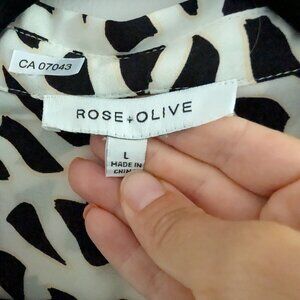 CA 07043
ROSE+OLIVE
L
MADE IN
CHINA